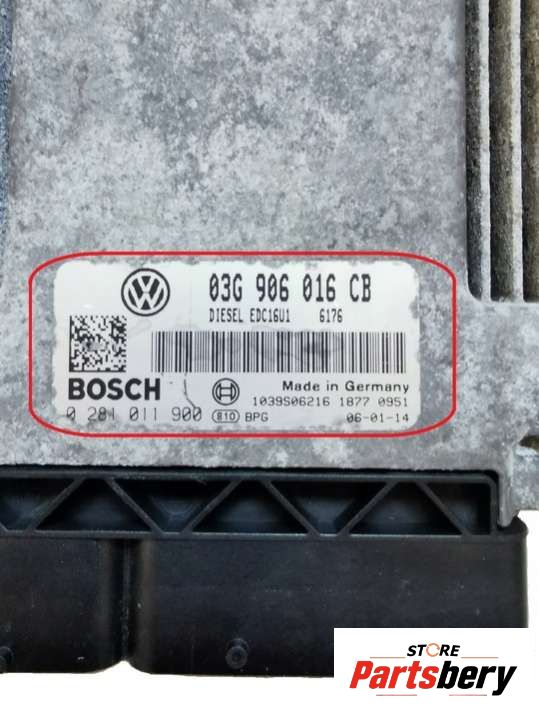 03G 906 016 CB
DIESEL EDC16U1 6176
BOSCH
Made in Germany
1039S06216 1877 0951
0 281 011 900 810 BPG 06-01-14
STORE
Partsbery